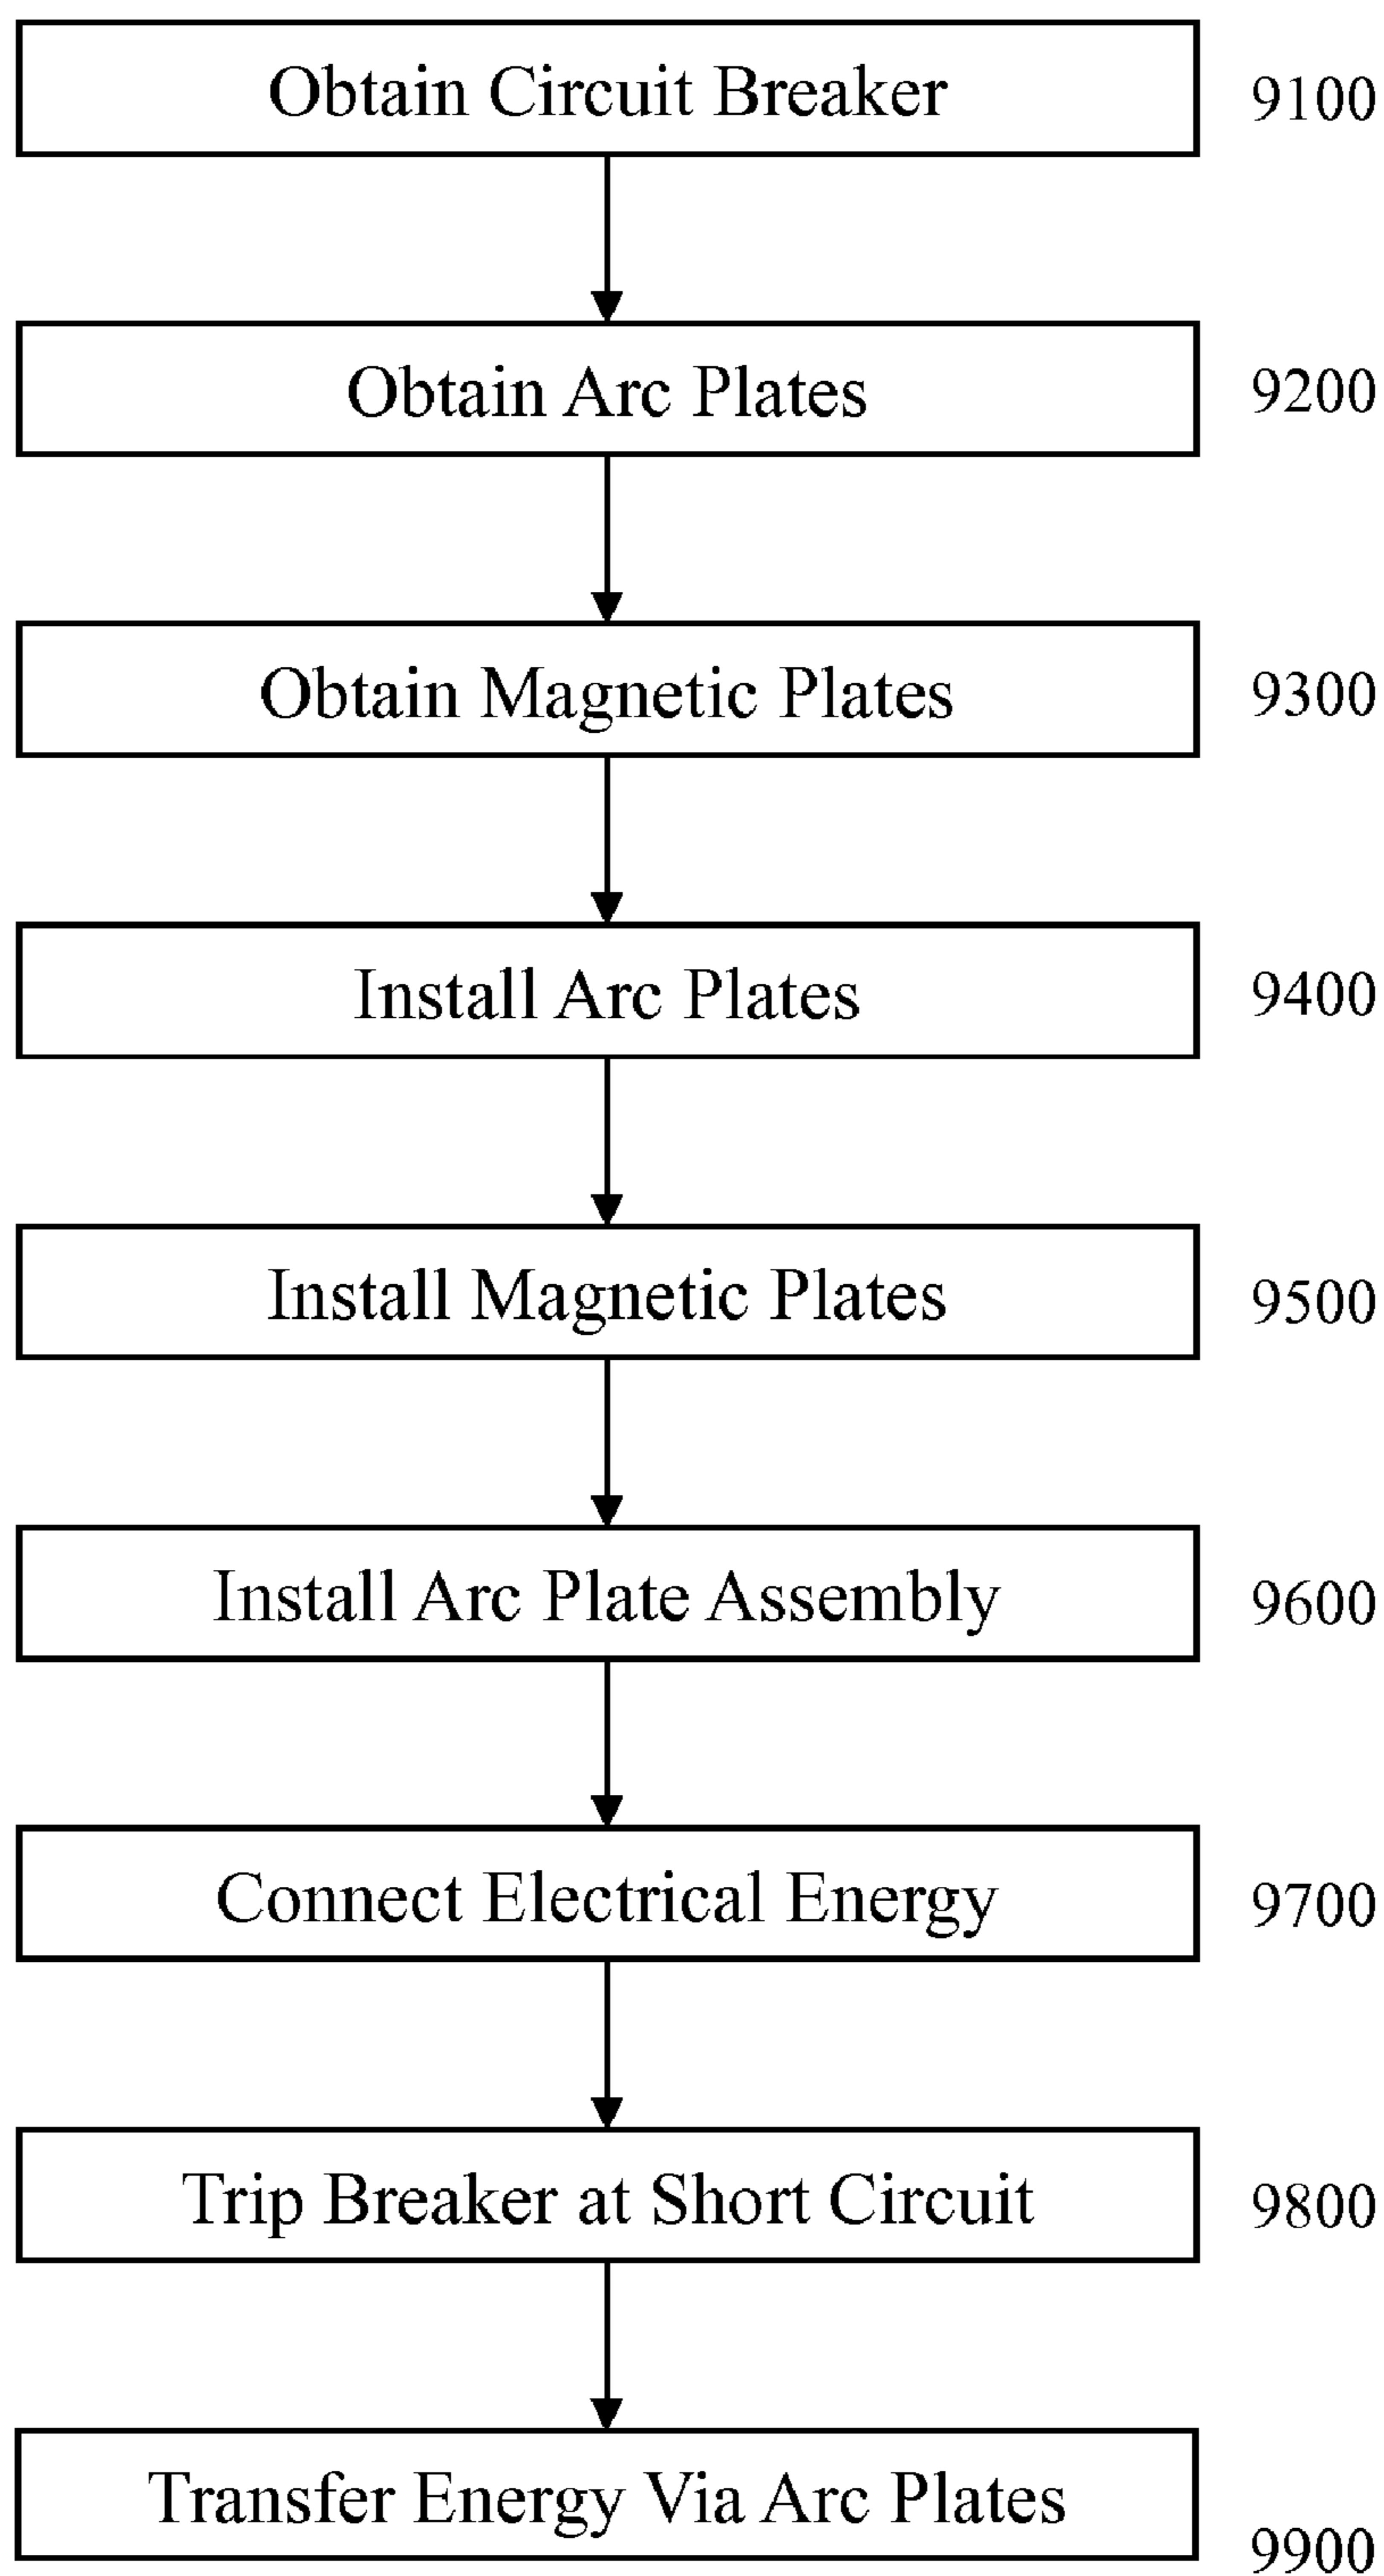 Obtain Circuit Breaker 9100
Obtain Arc Plates 9200
Obtain Magnetic Plates 9300
Install Arc Plates 9400
Install Magnetic Plates 9500
Install Arc Plate Assembly 9600
Connect Electrical Energy 9700
Trip Breaker at Short Circuit 9800
Transfer Energy Via Arc Plates 9900